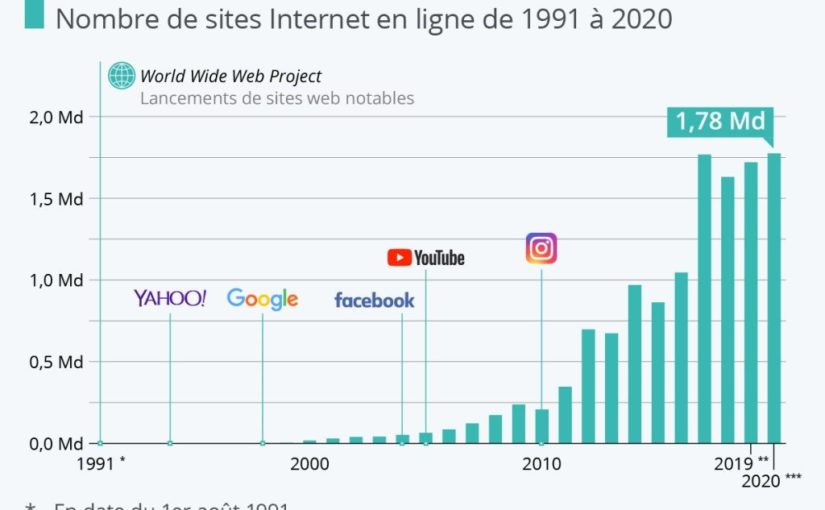 Nombre de sites Internet en ligne de 1991 à 2020
World Wide Web Project
Lancements de sites web notables
2,0 Md
1,78 Md
1,5 Md
YouTube
1,0 Md
YAHOO!
Google
facebook
0,5 Md
0,0 Md
1991 *
2000
2010
2019 **
2020 ***
* En date du 1er août 1991